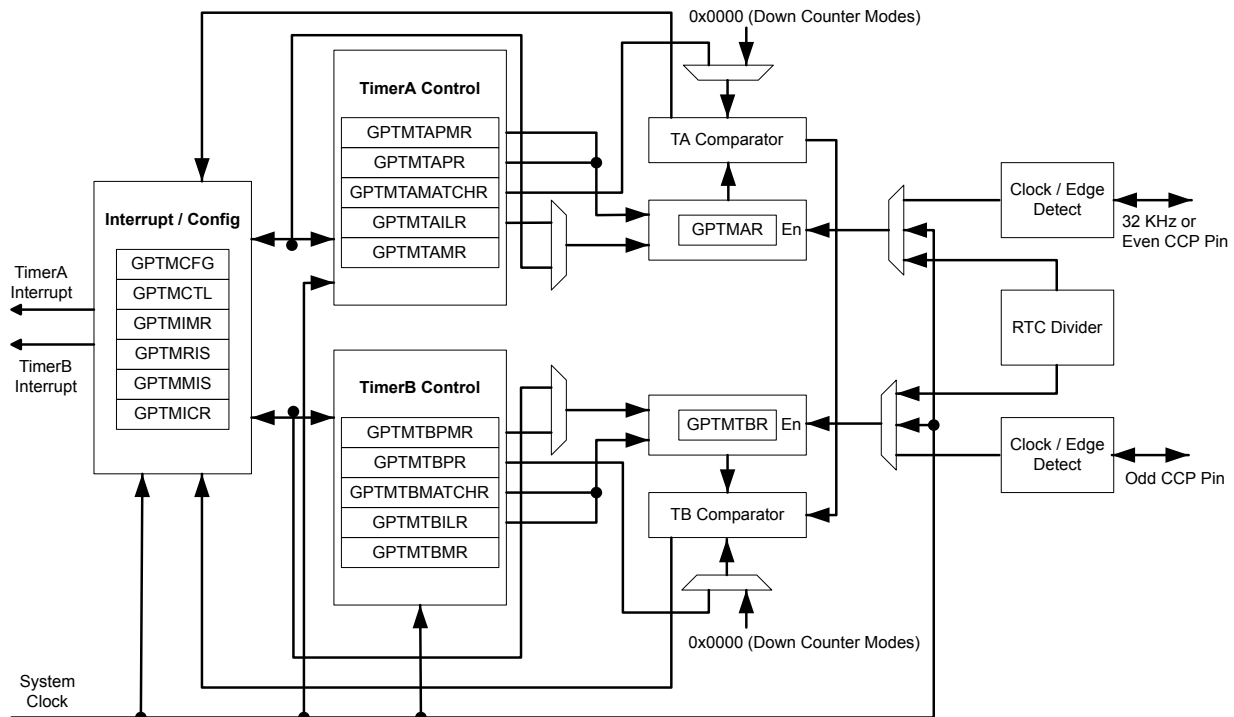 0x0000 (Down Counter Modes)
TimerA Control
GPTMTAPMR
GPTMTAPR
GPTMTAMATCHR
GPTMTAILR
GPTMTAMR
TA Comparator
GPTMAR
En
Clock / Edge
Detect
32 KHz or
Even CCP Pin
Interrupt / Config
GPTMCFG
GPTMCTL
GPTMIMR
GPTMRIS
GPTMMIS
GPTMICR
TimerA
Interrupt
TimerB
Interrupt
RTC Divider
TimerB Control
GPTMTBPMR
GPTMTBPR
GPTMTBMATCHR
GPTMTBILR
GPTMTBMR
GPTMTBR
En
TB Comparator
Clock / Edge
Detect
Odd CCP Pin
0x0000 (Down Counter Modes)
System
Clock